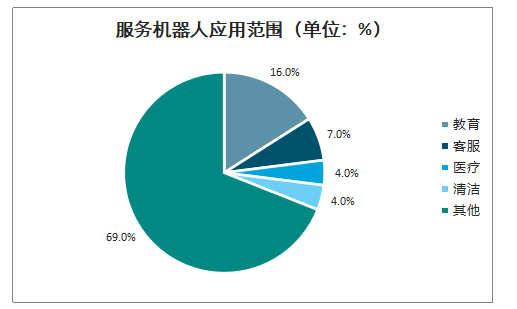 服务机器人应用范围（单位：%）
16.0%
7.0%
4.0%
4.0%
69.0%
教育
客服
医疗
清洁
其他